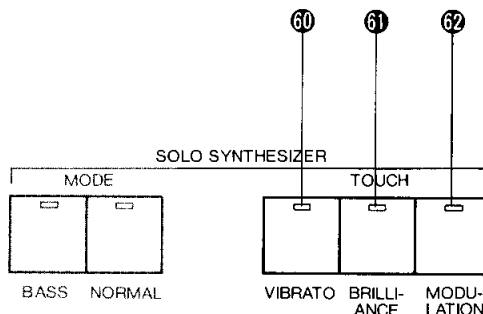 60 61 62
SOLO SYNTHESIZER
MODE TOUCH
BASS NORMAL VIBRATO BRILLI- MODU-
ANCE LATION